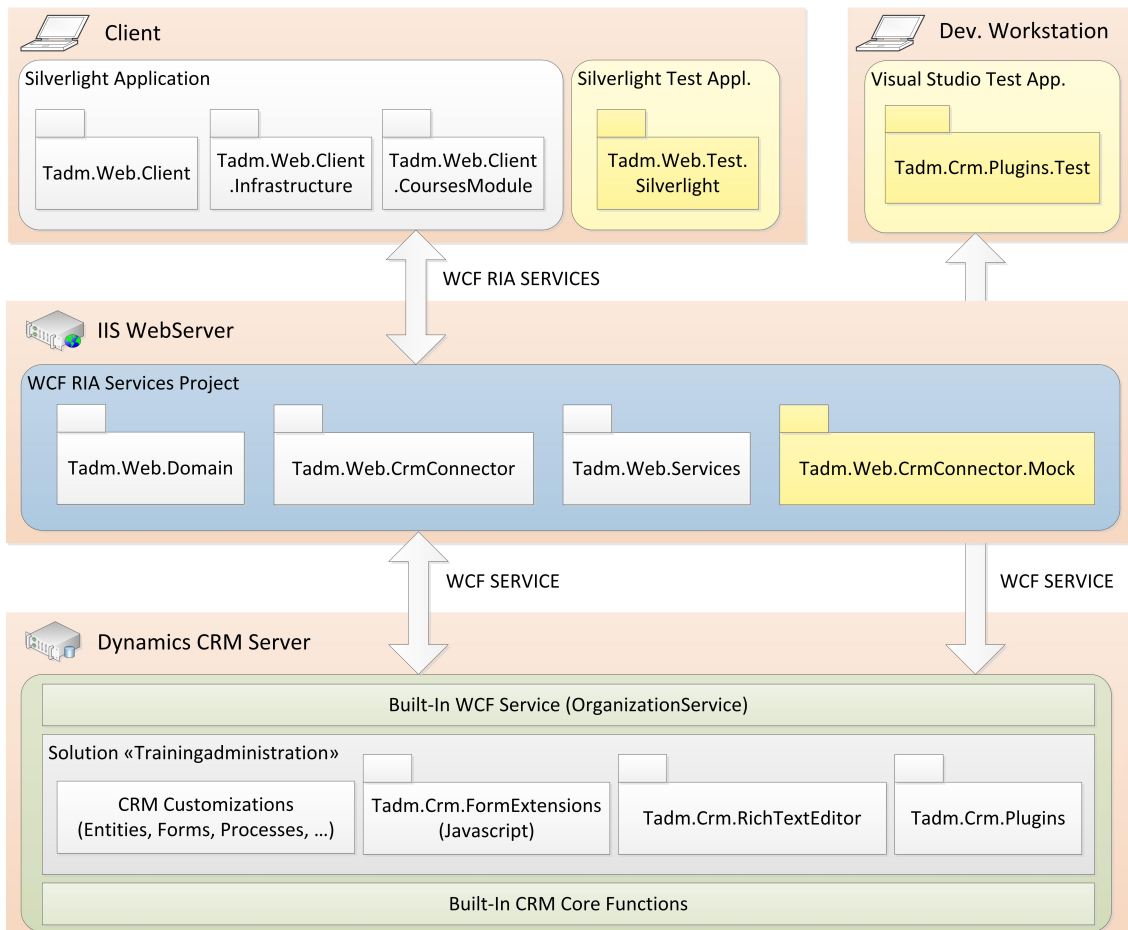 Client
Silverlight Application
Tadm.Web.Client
Tadm.Web.Client
.Infrastructure
Tadm.Web.Client
.CoursesModule
Silverlight Test Appl.
Tadm.Web.Test.
Silverlight
Dev. Workstation
Visual Studio Test App.
Tadm.Crm.Plugins.Test
WCF RIA SERVICES
IIS WebServer
WCF RIA Services Project
Tadm.Web.Domain
Tadm.Web.CrmConnector
Tadm.Web.Services
Tadm.Web.CrmConnector.Mock
WCF SERVICE
WCF SERVICE
Dynamics CRM Server
Built-In WCF Service (OrganizationService)
Solution «Trainingadministration»
CRM Customizations
(Entities, Forms, Processes, …)
Tadm.Crm.FormExtensions
(Javascript)
Tadm.Crm.RichTextEditor
Tadm.Crm.Plugins
Built-In CRM Core Functions